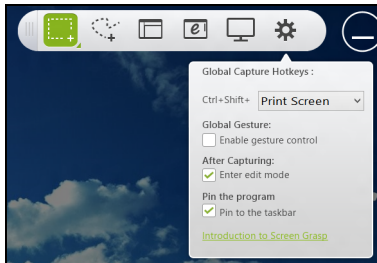 Global Capture Hotkeys :
Ctrl+Shift+ Print Screen
Global Gesture:
Enable gesture control
After Capturing:
Enter edit mode
Pin the program
Pin to the taskbar
Introduction to Screen Grasp